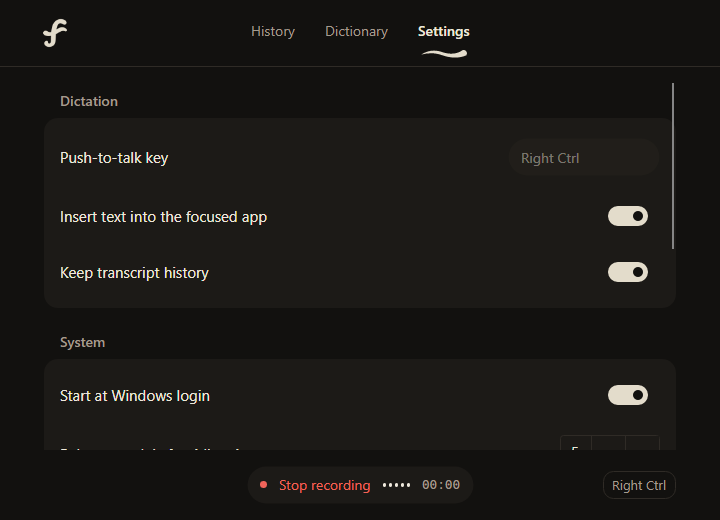 History Dictionary Settings
Dictation
Push-to-talk key Right Ctrl
Insert text into the focused app
Keep transcript history
System
Start at Windows login
Stop recording 00:00 Right Ctrl